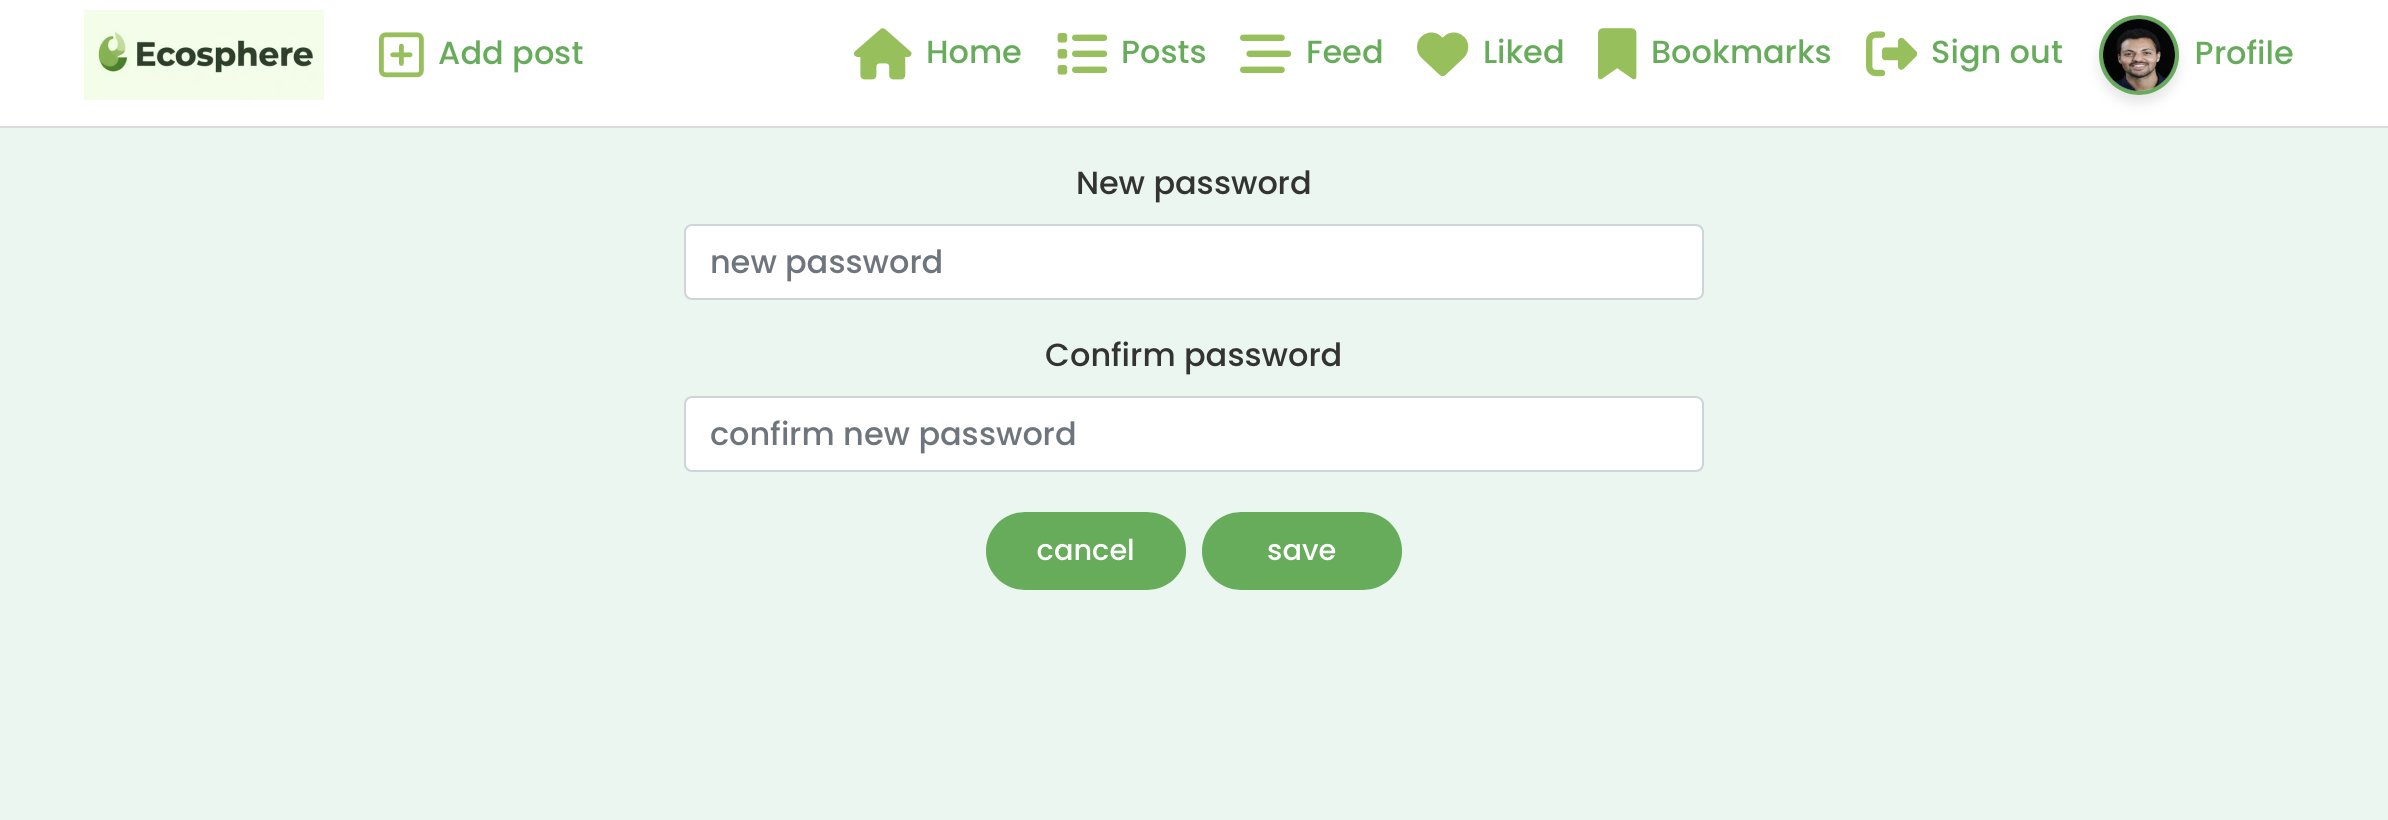 Ecosphere Add post Home Posts Feed Liked Bookmarks Sign out Profile
New password
new password
Confirm password
confirm new password
cancel save